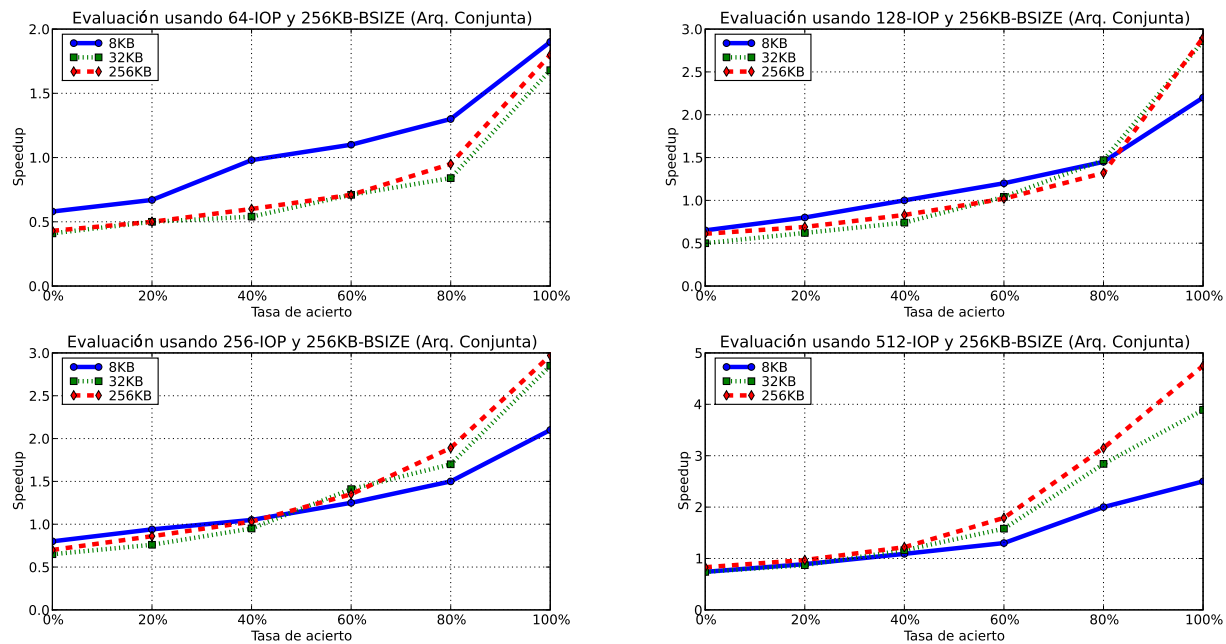 Evaluación usando 64-IOP y 256KB-BSIZE (Arq. Conjunta)
2.0
1.5
1.0
0.5
0.0
Speedup
8KB
32KB
256KB
0% 20% 40% 60% 80% 100%
Tasa de acierto
Evaluación usando 128-IOP y 256KB-BSIZE (Arq. Conjunta)
3.0
2.5
2.0
1.5
1.0
0.5
0.0
Speedup
8KB
32KB
256KB
0% 20% 40% 60% 80% 100%
Tasa de acierto
Evaluación usando 256-IOP y 256KB-BSIZE (Arq. Conjunta)
3.0
2.5
2.0
1.5
1.0
0.5
0.0
Speedup
8KB
32KB
256KB
0% 20% 40% 60% 80% 100%
Tasa de acierto
Evaluación usando 512-IOP y 256KB-BSIZE (Arq. Conjunta)
5
4
3
2
1
0
Speedup
8KB
32KB
256KB
0% 20% 40% 60% 80% 100%
Tasa de acierto